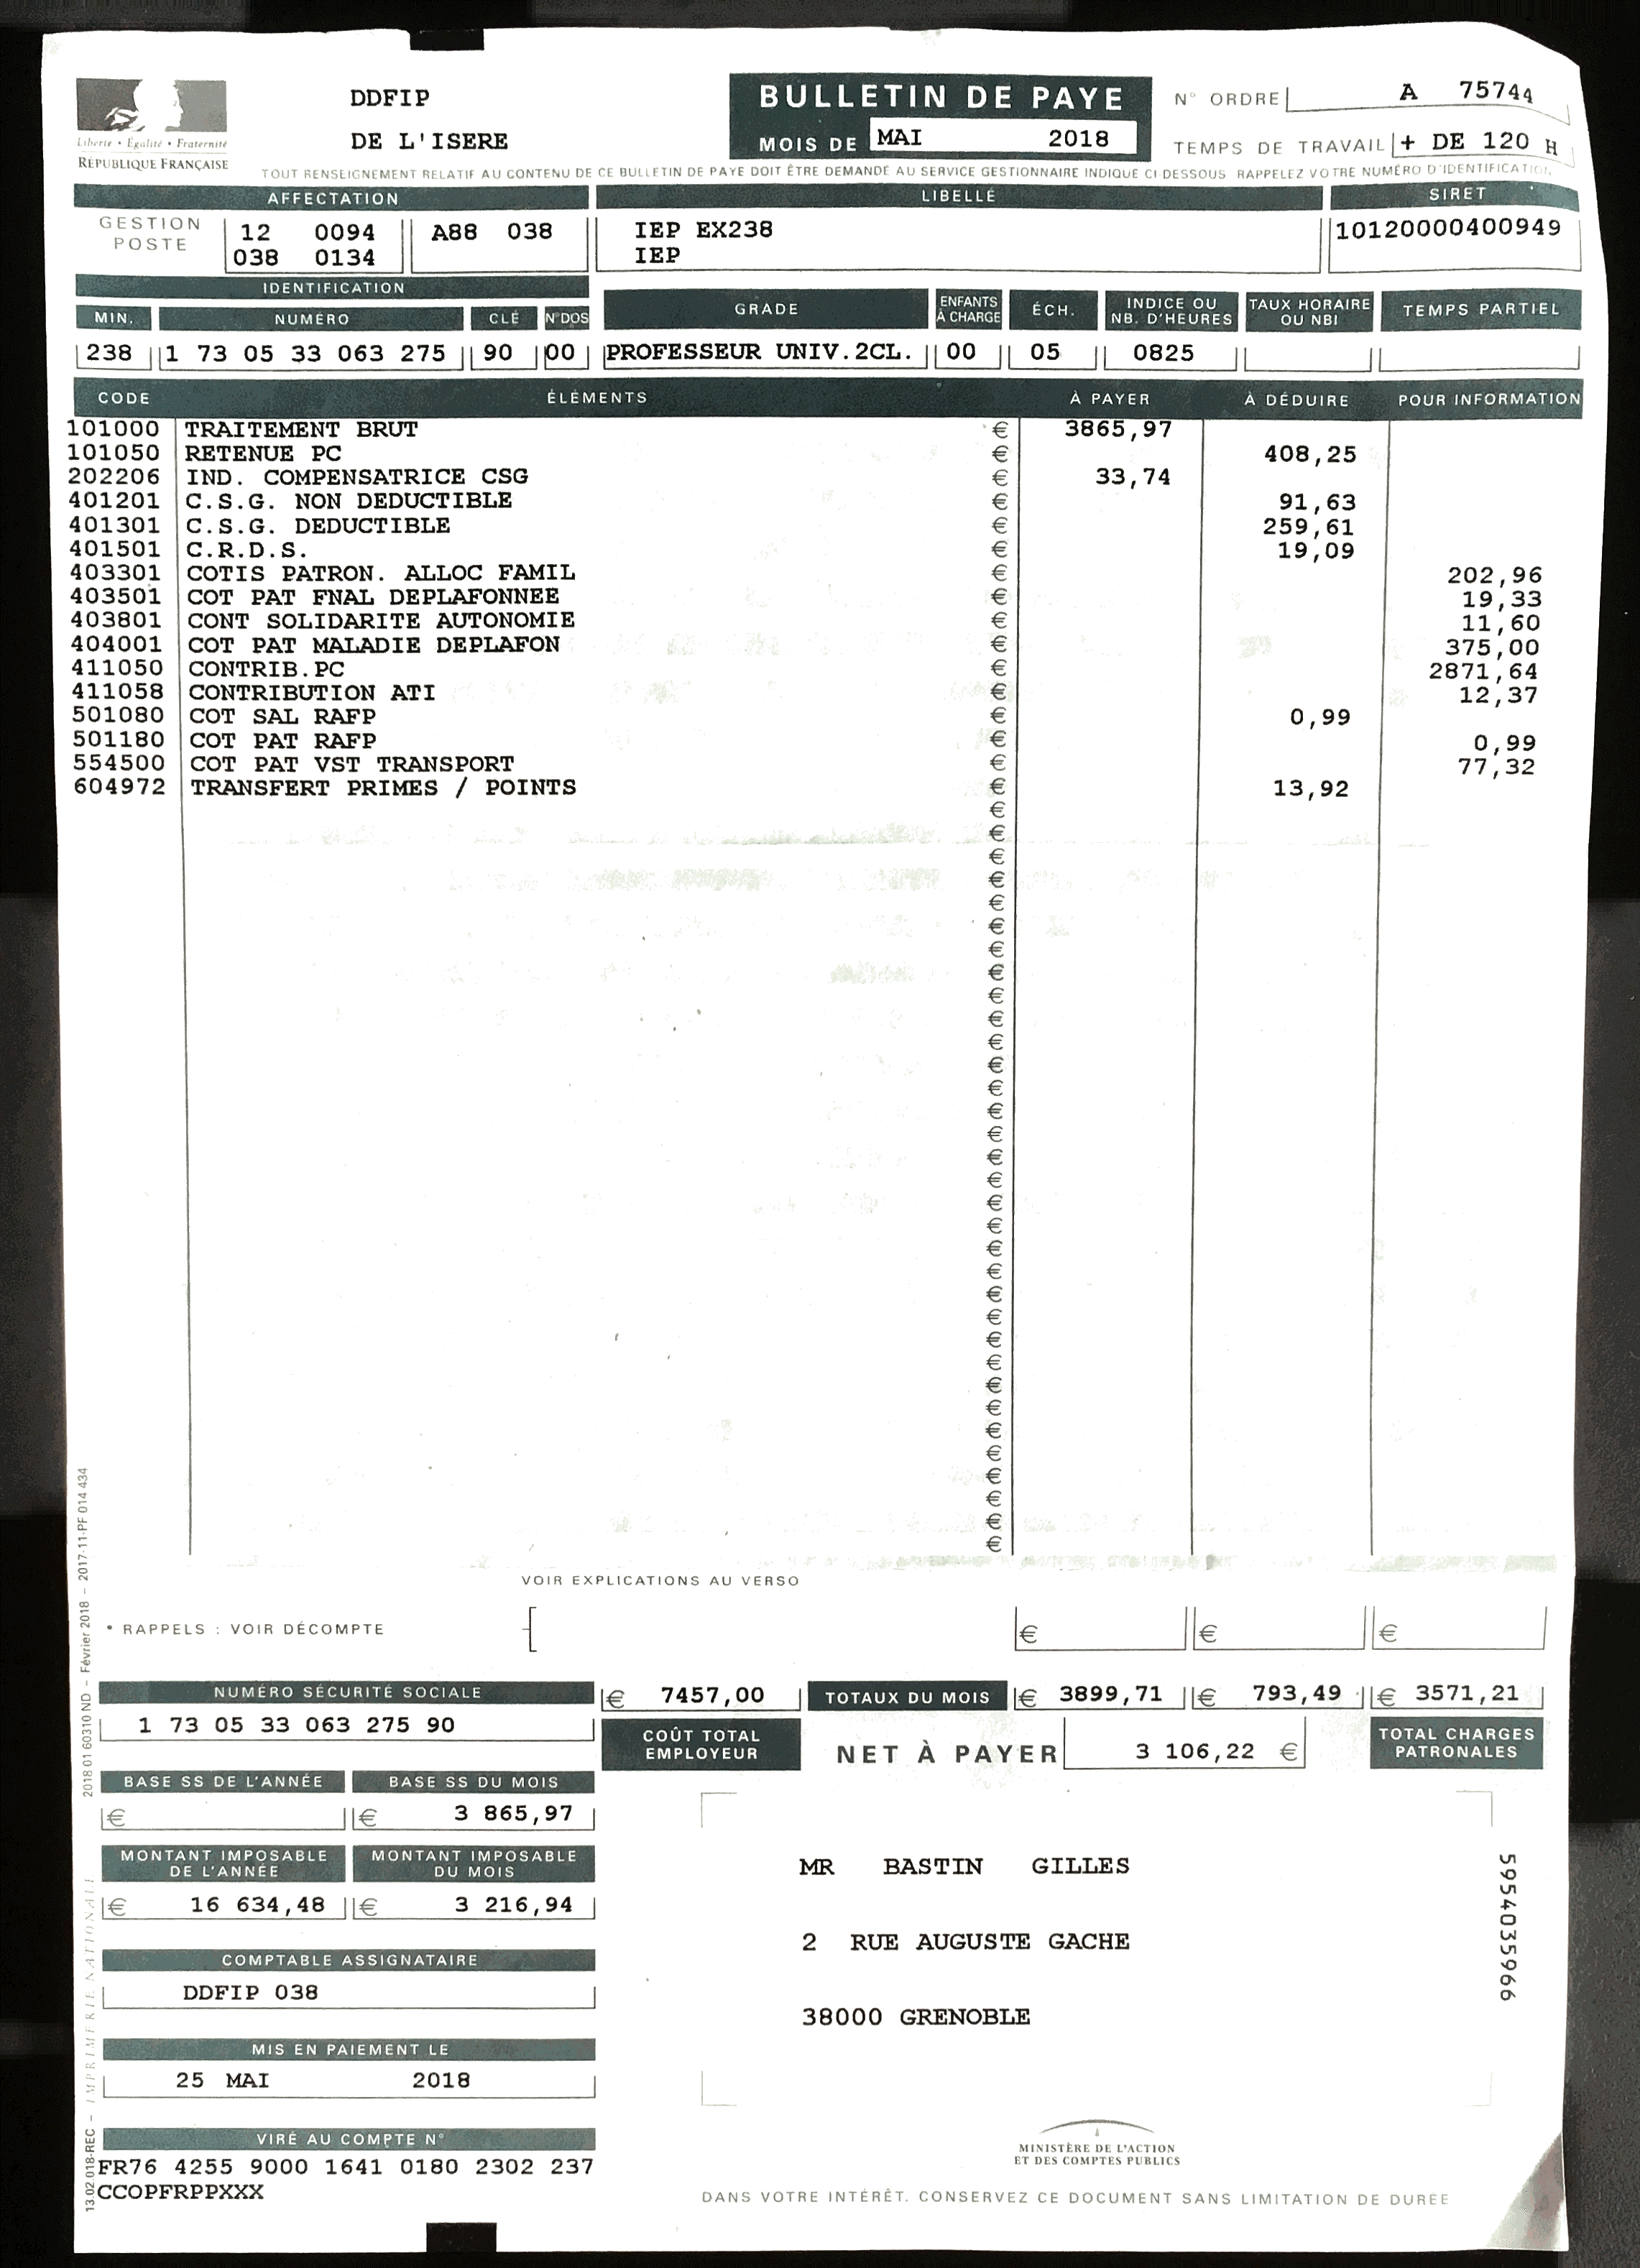 Liberté • Égalité • Fraternité
RÉPUBLIQUE FRANÇAISE
DDFIP
DE L'ISERE
BULLETIN DE PAYE
MOIS DE MAI 2018
N° ORDRE A 75744
TEMPS DE TRAVAIL + DE 120 H
TOUT RENSEIGNEMENT RELATIF AU CONTENU DE CE BULLETIN DE PAYE DOIT ÊTRE DEMANDÉ AU SERVICE GESTIONNAIRE INDIQUÉ CI DESSOUS RAPPELEZ VOTRE NUMÉRO D'IDENTIFICATION
AFFECTATION LIBELLÉ SIRET
GESTION 12 0094 A88 038 IEP EX238 10120000400949
POSTE 038 0134 IEP
IDENTIFICATION
MIN. NUMÉRO CLÉ N°DOS GRADE ENFANTS À CHARGE ÉCH. INDICE OU NB. D'HEURES TAUX HORAIRE OU NBI TEMPS PARTIEL
238 1 73 05 33 063 275 90 00 PROFESSEUR UNIV.2CL. 00 05 0825
CODE ÉLÉMENTS À PAYER À DÉDUIRE POUR INFORMATION
101000 TRAITEMENT BRUT € 3865,97
101050 RETENUE PC € 408,25
202206 IND. COMPENSATRICE CSG € 33,74
401201 C.S.G. NON DEDUCTIBLE € 91,63
401301 C.S.G. DEDUCTIBLE € 259,61
401501 C.R.D.S. € 19,09
403301 COTIS PATRON. ALLOC FAMIL € 202,96
403501 COT PAT FNAL DEPLAFONNEE € 19,33
403801 CONT SOLIDARITE AUTONOMIE € 11,60
404001 COT PAT MALADIE DEPLAFON € 375,00
411050 CONTRIB.PC € 2871,64
411058 CONTRIBUTION ATI € 12,37
501080 COT SAL RAFP € 0,99
501180 COT PAT RAFP € 0,99
554500 COT PAT VST TRANSPORT € 77,32
604972 TRANSFERT PRIMES / POINTS € 13,92
VOIR EXPLICATIONS AU VERSO
* RAPPELS : VOIR DÉCOMPTE € € €
NUMÉRO SÉCURITÉ SOCIALE € 7457,00 TOTAUX DU MOIS € 3899,71 € 793,49 € 3571,21
1 73 05 33 063 275 90
COÛT TOTAL EMPLOYEUR NET À PAYER 3 106,22 € TOTAL CHARGES PATRONALES
BASE SS DE L'ANNÉE BASE SS DU MOIS
€ € 3 865,97
MONTANT IMPOSABLE DE L'ANNÉE MONTANT IMPOSABLE DU MOIS
€ 16 634,48 € 3 216,94
MR BASTIN GILLES
2 RUE AUGUSTE GACHE
38000 GRENOBLE
5954035966
COMPTABLE ASSIGNATAIRE
DDFIP 038
MIS EN PAIEMENT LE
25 MAI 2018
VIRÉ AU COMPTE N°
FR76 4255 9000 1641 0180 2302 237
CCOPFRPPXXX
MINISTÈRE DE L'ACTION
ET DES COMPTES PUBLICS
DANS VOTRE INTÉRÊT. CONSERVEZ CE DOCUMENT SANS LIMITATION DE DURÉE
13.02.018-REC – IMPRIMERIE NATIONALE 2018 01 60310 ND – Février 2018 – 2017-11-PF 014 434